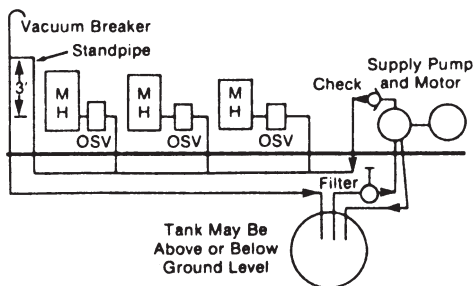 Vacuum Breaker
Standpipe
3'
M H
OSV
M H
OSV
M H
OSV
Supply Pump
and Motor
Check
Filter
Tank May Be
Above or Below
Ground Level